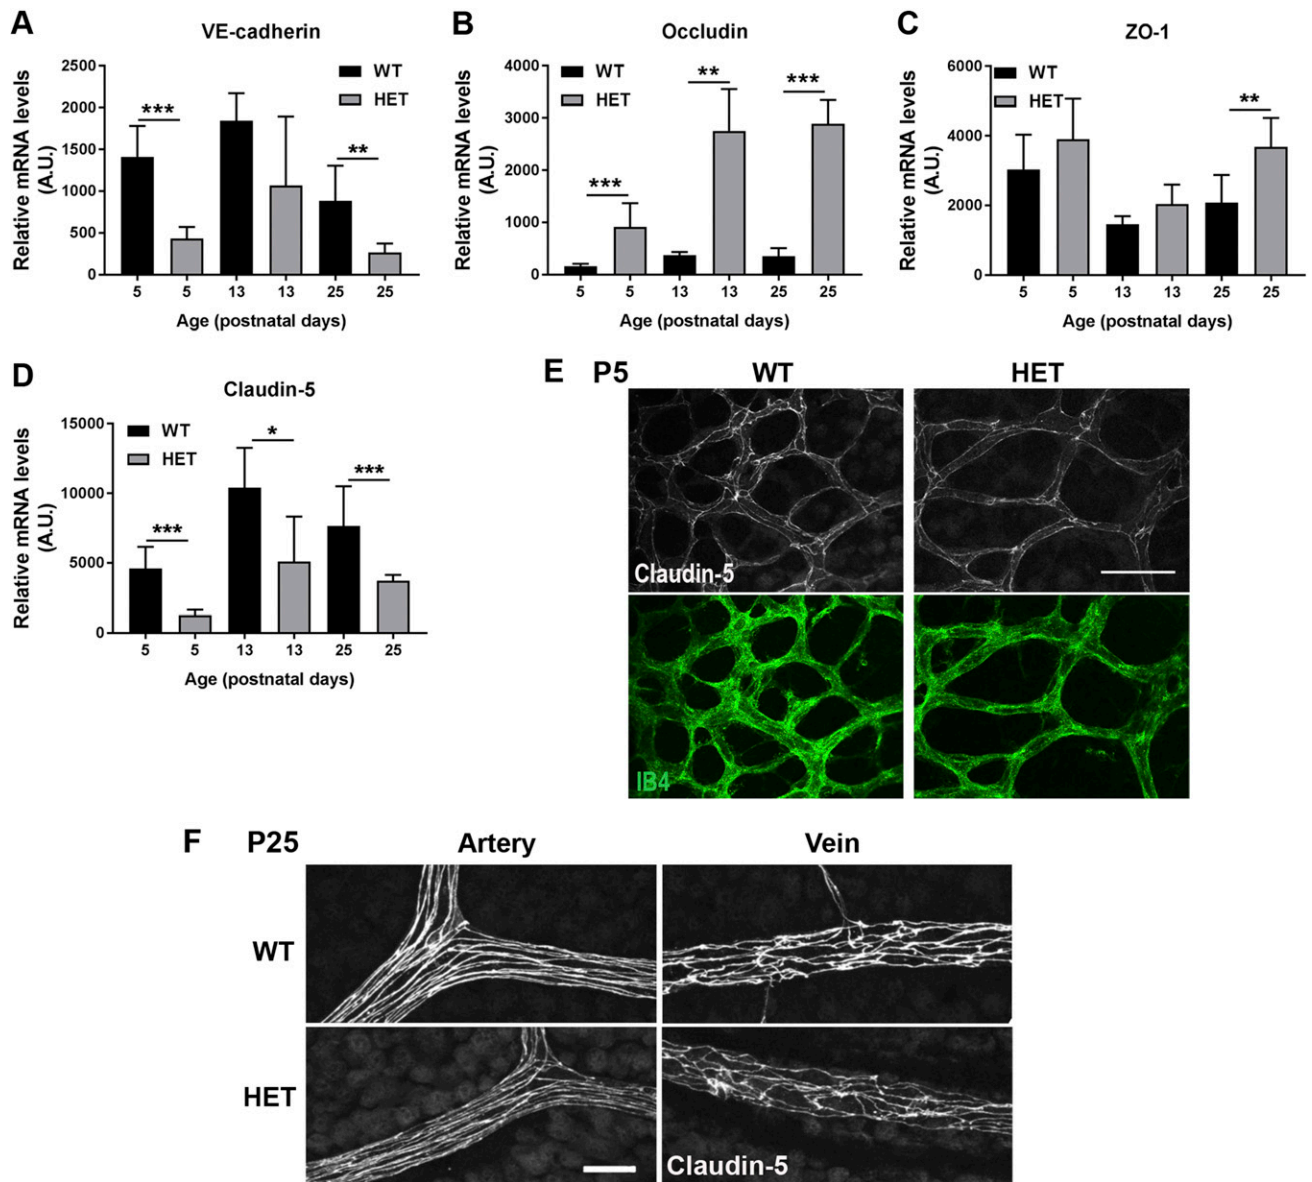 A
VE-cadherin
Relative mRNA levels
(A.U.)
2500
2000
1500
1000
500
0
WT
HET
***
**
5 5 13 13 25 25
Age (postnatal days)
B
Occludin
Relative mRNA levels
(A.U.)
4000
3000
2000
1000
0
WT
HET
***
**
***
5 5 13 13 25 25
Age (postnatal days)
C
ZO-1
Relative mRNA levels
(A.U.)
6000
4000
2000
0
WT
HET
**
5 5 13 13 25 25
Age (postnatal days)
D
Claudin-5
Relative mRNA levels
(A.U.)
15000
10000
5000
0
WT
HET
***
*
***
5 5 13 13 25 25
Age (postnatal days)
E P5 WT HET
Claudin-5
IB4
F P25 Artery Vein
WT
HET
Claudin-5